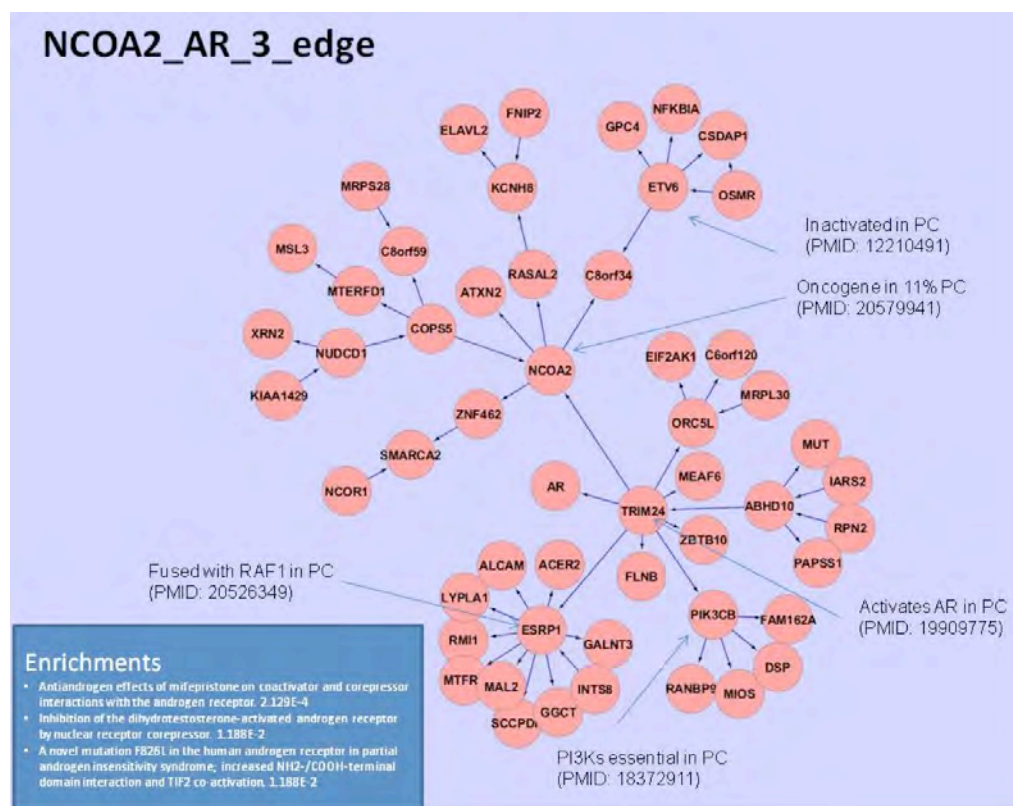 NCOA2_AR_3_edge
FNIP2
NFKBIA
ELAVL2
GPC4
CSDAP1
MRPS28
KCNH8
ETV6
OSMR
Inactivated in PC
(PMID: 12210491)
MSL3
C8orf59
RASAL2
C8orf34
Oncogene in 11% PC
(PMID: 20579941)
MTERFD1
ATXN2
XRN2
NUDCD1
COPS5
EIF2AK1
C6orf120
NCOA2
KIAA1429
MRPL30
ZNF462
ORC5L
SMARCA2
MUT
NCOR1
AR
MEAF6
IARS2
TRIM24
ABHD10
RPN2
ZBTB10
PAPSS1
Fused with RAF1 in PC
(PMID: 20526349)
ALCAM
ACER2
FLNB
LYPLA1
Activates AR in PC
(PMID: 19909775)
ESRP1
PIK3CB
FAM162A
RMI1
GALNT3
MTFR
MAL2
INTS8
RANBP9
MIOS
DSP
SCCPDH
GGCT
PI3Ks essential in PC
(PMID: 18372911)
Enrichments
• Antiandrogen effects of mifepristone on coactivator and corepressor
interactions with the androgen receptor. 2.129E-4
• Inhibition of the dihydrotestosterone-activated androgen receptor
by nuclear receptor corepressor. 1.188E-2
• A novel mutation F826L in the human androgen receptor in partial
androgen insensitivity syndrome; increased NH2-/COOH-terminal
domain interaction and TIF2 co-activation. 1.188E-2